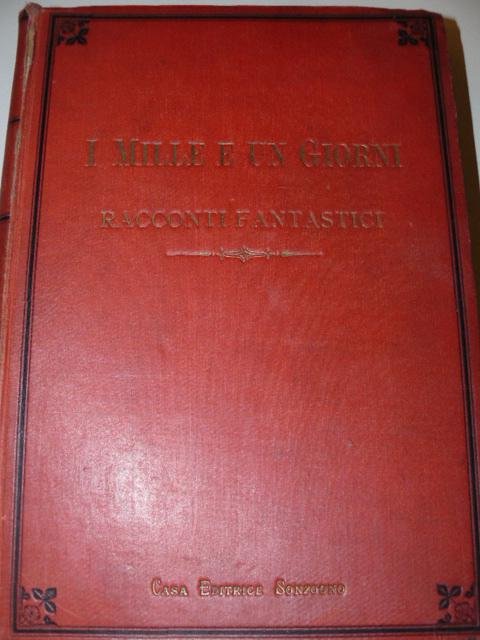 I MILLE E UN GIORNI
RACCONTI FANTASTICI
CASA EDITRICE SONZOGNO